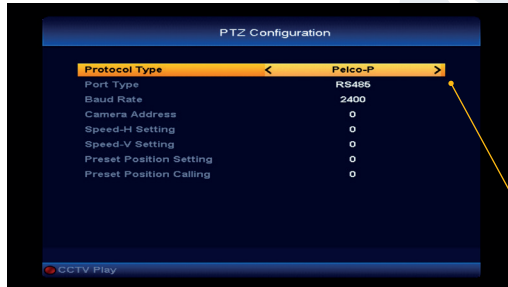 PTZ Configuration
Protocol Type < Pelco-P >
Port Type RS485
Baud Rate 2400
Camera Address 0
Speed-H Setting 0
Speed-V Setting 0
Preset Position Setting 0
Preset Position Calling 0
CCTV Play